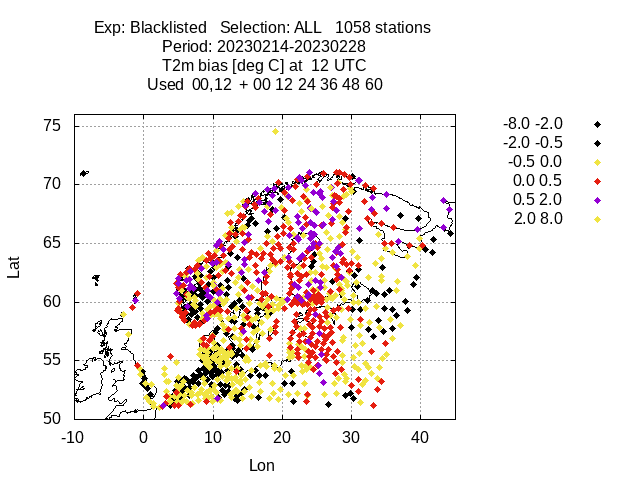 Exp: Blacklisted   Selection: ALL   1058 stations
Period: 20230214-20230228
T2m bias [deg C] at  12 UTC
Used  00,12  + 00 12 24 36 48 60
-8.0 -2.0
-2.0 -0.5
-0.5 0.0
0.0 0.5
0.5 2.0
2.0 8.0
75
70
65
60
55
50
Lat
-10 0 10 20 30 40
Lon